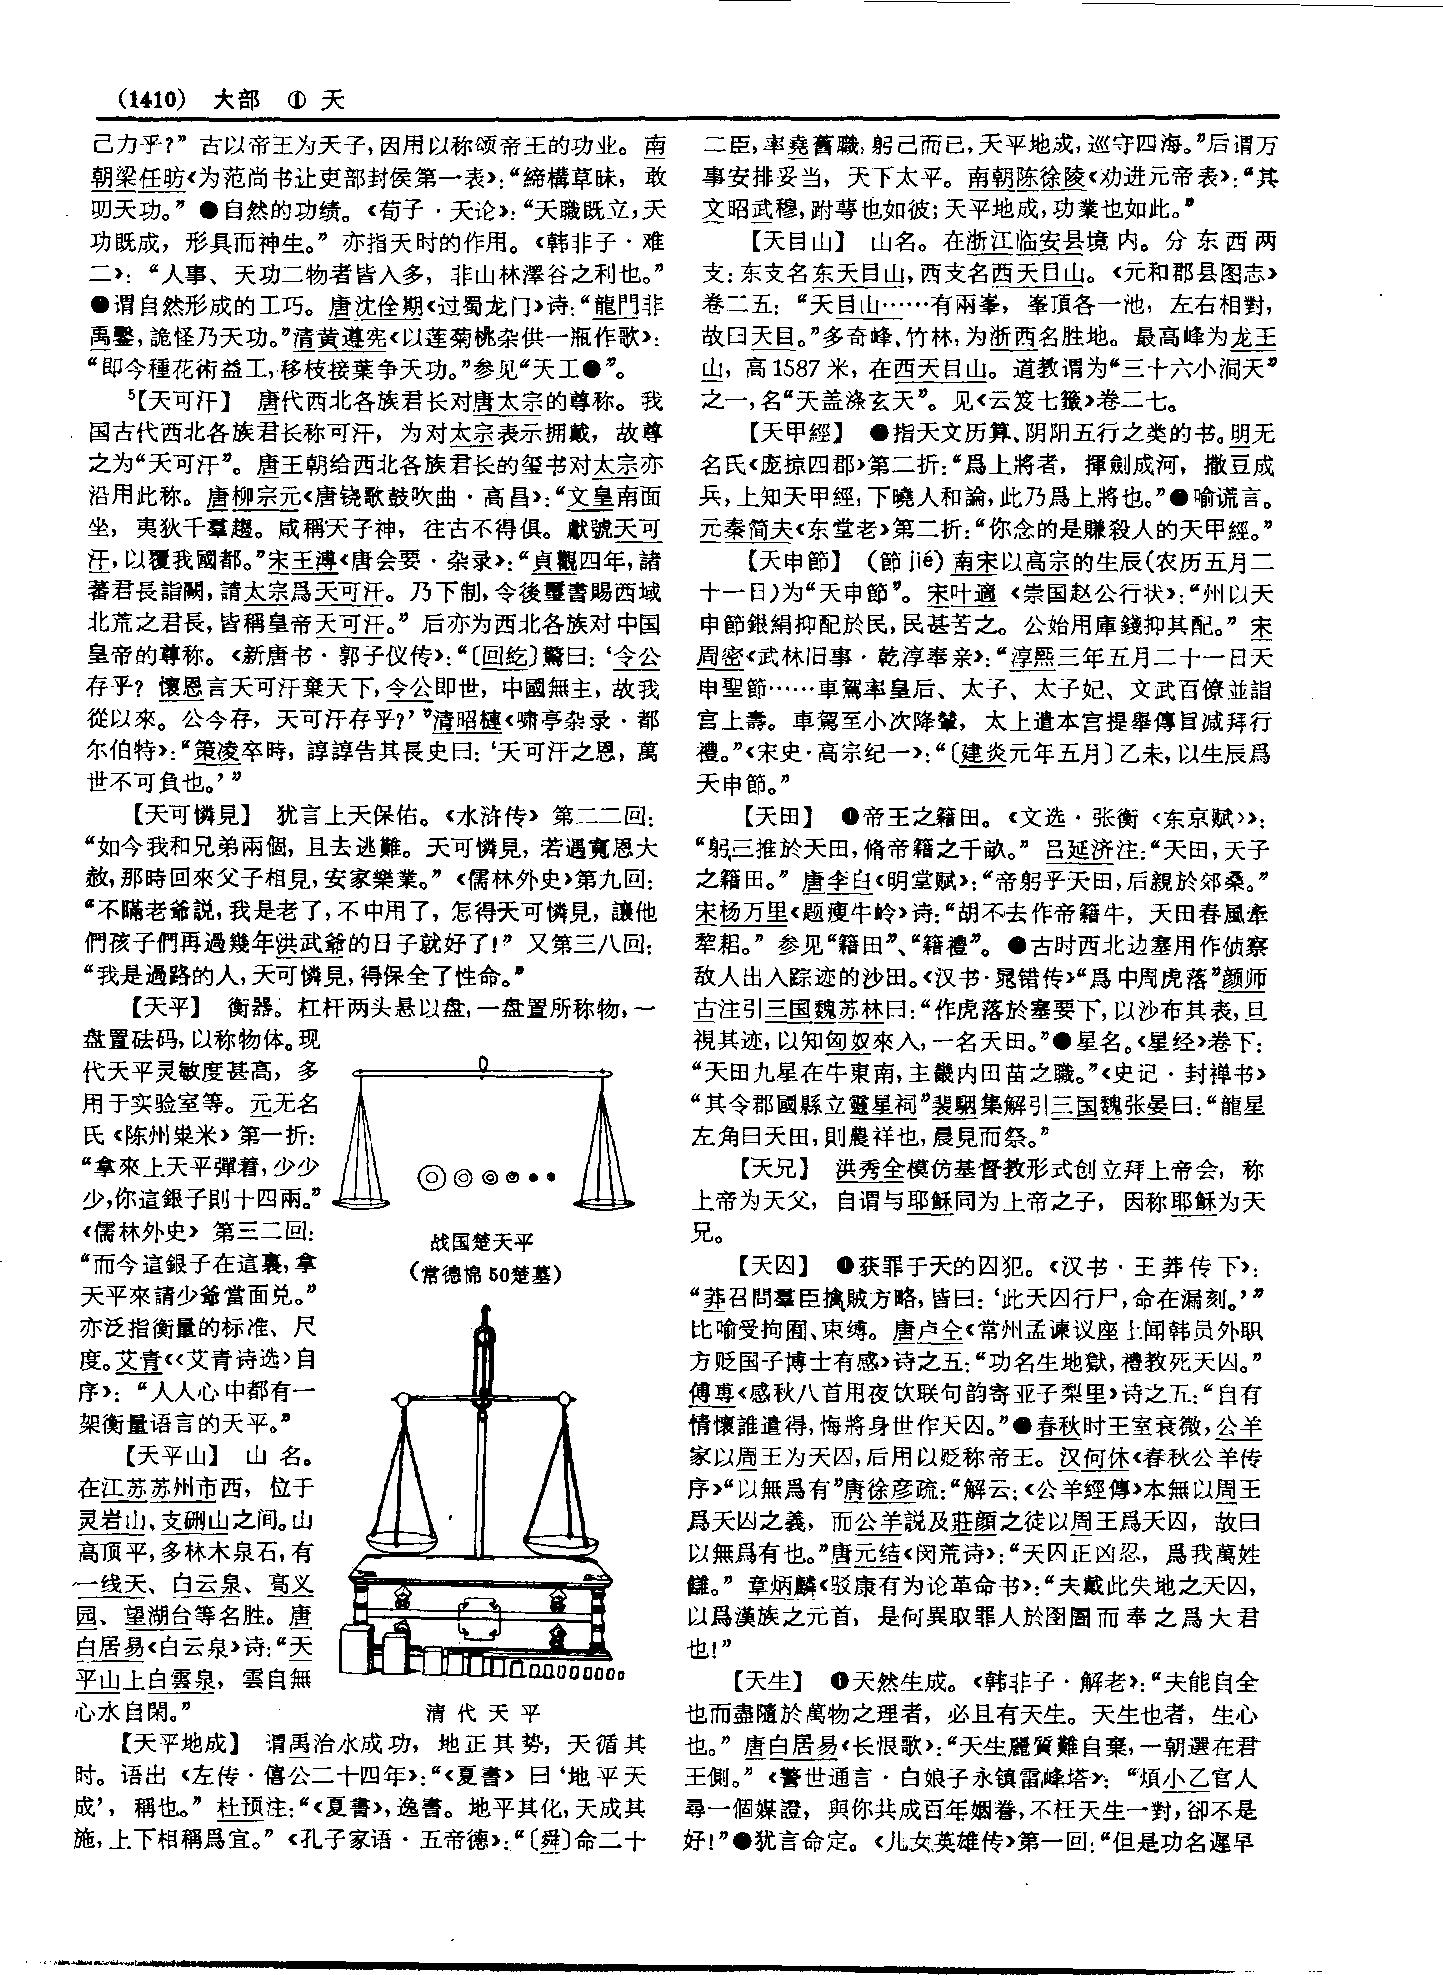 (1410) 大部 ① 天
己力乎?”古以帝王为天子,因用以称颂帝王的功业。南
朝梁任昉《为范尚书让吏部封侯第一表》:“締構草昧,敢
叨天功。”●自然的功绩。《荀子·天论》:“天職既立,天
功既成,形具而神生。”亦指天时的作用。《韩非子·难
二》:“人事、天功二物者皆入多,非山林澤谷之利也。”
●谓自然形成的工巧。唐沈佺期《过蜀龙门》诗:“龍門非
禹鑿,詭怪乃天功。”清黄遵宪《以莲菊桃杂供一瓶作歌》:
“即今種花術益工,移枝接葉争天功。”参见“天工●”。
5【天可汗】 唐代西北各族君长对唐太宗的尊称。我
国古代西北各族君长称可汗,为对太宗表示拥戴,故尊
之为“天可汗”。唐王朝给西北各族君长的玺书对太宗亦
沿用此称。唐柳宗元《唐铙歌鼓吹曲·高昌》:“文皇南面
坐,夷狄千羣趨。咸稱天子神,往古不得俱。獻號天可
汗,以覆我國都。”宋王溥《唐会要·杂录》:“貞觀四年,諸
蕃君長詣闕,請太宗爲天可汗。乃下制,令後璽書賜西域
北荒之君長,皆稱皇帝天可汗。”后亦为西北各族对中国
皇帝的尊称。《新唐书·郭子仪传》:“〔回紇〕驚曰:‘令公
存乎?懷恩言天可汗棄天下,令公即世,中國無主,故我
從以來。公今存,天可汗存乎?’”清昭槤《啸亭杂录·都
尔伯特》:“策凌卒時,諄諄告其長史曰:‘天可汗之恩,萬
世不可負也。’”
【天可憐見】 犹言上天保佑。《水浒传》第二二回:
“如今我和兄弟兩個,且去逃難。天可憐見,若遇寬恩大
赦,那時回來父子相見,安家樂業。”《儒林外史》第九回:
“不瞞老爺説,我是老了,不中用了,怎得天可憐見,讓他
們孩子們再過幾年洪武爺的日子就好了!”又第三八回:
“我是過路的人,天可憐見,得保全了性命。”
【天平】 衡器。杠杆两头悬以盘,一盘置所称物,一
盘置砝码,以称物体。现
代天平灵敏度甚高,多
用于实验室等。元无名
氏《陈州粜米》第一折:
“拿來上天平彈着,少少
少,你這銀子則十四兩。”
《儒林外史》第三二回:
“而今這銀子在這裏,拿
天平來請少爺當面兑。”
亦泛指衡量的标准、尺
度。艾青《〈艾青诗选〉自
序》:“人人心中都有一
架衡量语言的天平。”
战国楚天平
(常德棉50楚墓)
清代天平
【天平山】 山名。
在江苏苏州市西,位于
灵岩山、支硎山之间。山
高顶平,多林木泉石,有
一线天、白云泉、高义
园、望湖台等名胜。唐
白居易《白云泉》诗:“天
平山上白雲泉,雲自無
心水自閑。”
【天平地成】 谓禹治水成功,地正其势,天循其
时。语出《左传·僖公二十四年》:“《夏書》曰‘地平天
成’,稱也。”杜预注:“《夏書》,逸書。地平其化,天成其
施,上下相稱爲宜。”《孔子家语·五帝德》:“〔舜〕命二十
二臣,率堯舊職,躬己而已,天平地成,巡守四海。”后谓万
事安排妥当,天下太平。南朝陈徐陵《劝进元帝表》:“其
文昭武穆,跗萼也如彼;天平地成,功業也如此。”
【天目山】 山名。在浙江临安县境内。分东西两
支:东支名东天目山,西支名西天目山。《元和郡县图志》
卷二五:“天目山……有兩峯,峯頂各一池,左右相對,
故曰天目。”多奇峰、竹林,为浙西名胜地。最高峰为龙王
山,高1587米,在西天目山。道教谓为“三十六小洞天”
之一,名“天盖涤玄天”。见《云笈七籤》卷二七。
【天甲經】 ●指天文历算、阴阳五行之类的书。明无
名氏《庞掠四郡》第二折:“爲上將者,揮劍成河,撒豆成
兵,上知天甲經,下曉人和論,此乃爲上將也。”●喻谎言。
元秦简夫《东堂老》第二折:“你念的是賺殺人的天甲經。”
【天申節】 (節 jié)南宋以高宗的生辰(农历五月二
十一日)为“天申節”。宋叶適《崇国赵公行状》:“州以天
申節銀絹抑配於民,民甚苦之。公始用庫錢抑其配。”宋
周密《武林旧事·乾淳奉亲》:“淳熙三年五月二十一日天
申聖節……車駕率皇后、太子、太子妃、文武百僚並詣
宫上壽。車駕至小次降輦,太上遣本宫提舉傳旨减拜行
禮。”《宋史·高宗纪一》:“〔建炎元年五月〕乙未,以生辰爲
天申節。”
【天田】 ❶帝王之籍田。《文选·张衡〈东京赋〉》:
“躬三推於天田,脩帝籍之千畝。”吕延济注:“天田,天子
之籍田。”唐李白《明堂赋》:“帝躬乎天田,后親於郊桑。”
宋杨万里《题瘦牛岭》诗:“胡不去作帝籍牛,天田春風牽
犂耜。”参见“籍田”、“籍禮”。●古时西北边塞用作侦察
敌人出入踪迹的沙田。《汉书·晁错传》“爲中周虎落”颜师
古注引三国魏苏林曰:“作虎落於塞要下,以沙布其表,旦
視其迹,以知匈奴來入,一名天田。”●星名。《星经》卷下:
“天田九星在牛東南,主畿内田苗之職。”《史记·封禅书》
“其令郡國縣立靈星祠”裴駰集解引三国魏张晏曰:“龍星
左角曰天田,則農祥也,晨見而祭。”
【天兄】 洪秀全模仿基督教形式创立拜上帝会,称
上帝为天父,自谓与耶稣同为上帝之子,因称耶稣为天
兄。
【天囚】 ❶获罪于天的囚犯。《汉书·王莽传下》:
“莽召問羣臣擒賊方略,皆曰:‘此天囚行尸,命在漏刻。’”
比喻受拘囿、束缚。唐卢仝《常州孟谏议座上闻韩员外职
方贬国子博士有感》诗之五:“功名生地獄,禮教死天囚。”
傅尃《感秋八首用夜饮联句韵寄亚子梨里》诗之五:“自有
情懷誰遣得,悔將身世作天囚。”●春秋时王室衰微,公羊
家以周王为天囚,后用以贬称帝王。汉何休《春秋公羊传
序》“以無爲有”唐徐彦疏:“解云:《公羊經傳》本無以周王
爲天囚之義,而公羊説及莊顔之徒以周王爲天囚,故曰
以無爲有也。”唐元结《闵荒诗》:“天囚正凶忍,爲我萬姓
讎。”章炳麟《驳康有为论革命书》:“夫戴此失地之天囚,
以爲漢族之元首,是何異取罪人於图圄而奉之爲大君
也!”
【天生】 ❶天然生成。《韩非子·解老》:“夫能自全
也而盡隨於萬物之理者,必且有天生。天生也者,生心
也。”唐白居易《长恨歌》:“天生麗質難自棄,一朝選在君
王側。”《警世通言·白娘子永镇雷峰塔》:“煩小乙官人
尋一個媒證,與你共成百年姻眷,不枉天生一對,卻不是
好!”●犹言命定。《儿女英雄传》第一回:“但是功名遲早